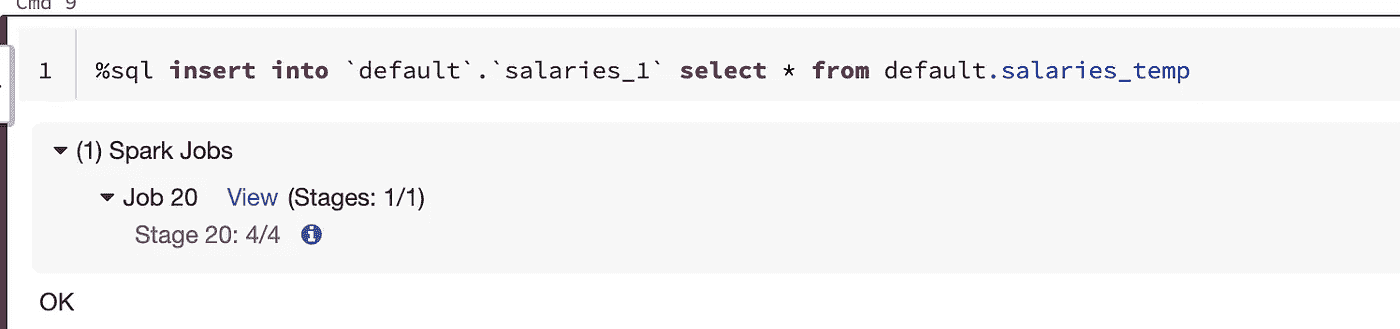 Cmd 9
1 %sql insert into `default`.`salaries_1` select * from default.salaries_temp
(1) Spark Jobs
Job 20 View (Stages: 1/1)
Stage 20: 4/4 i
OK